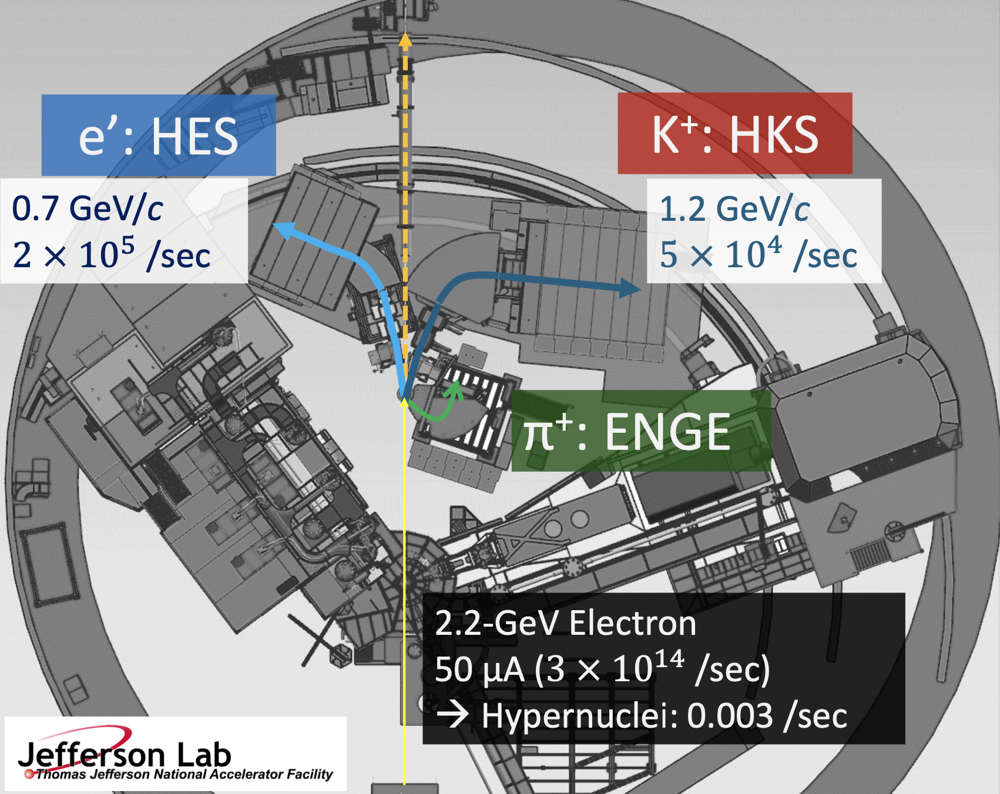 e’: HES
0.7 GeV/c
2 × 10⁵ /sec
K⁺: HKS
1.2 GeV/c
5 × 10⁴ /sec
π⁺: ENGE
2.2-GeV Electron
50 µA (3 × 10¹⁴ /sec)
→ Hypernuclei: 0.003 /sec
Jefferson Lab
Thomas Jefferson National Accelerator Facility